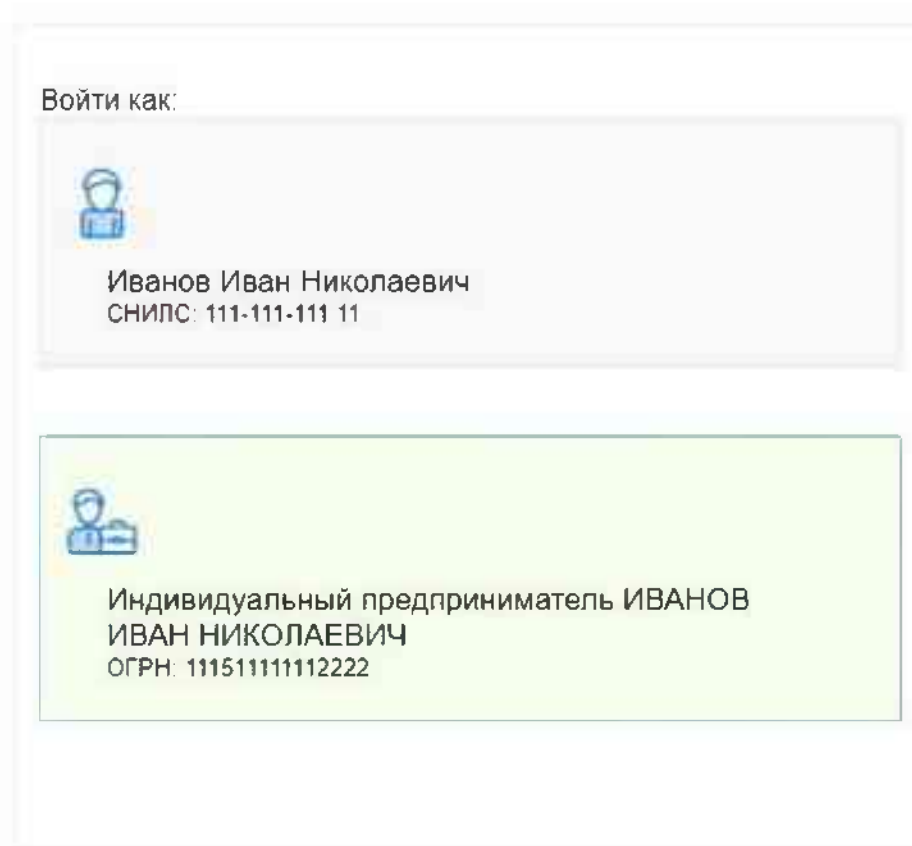 Войти как:
Иванов Иван Николаевич
СНИЛС: 111-111-111 11
Индивидуальный предприниматель ИВАНОВ
ИВАН НИКОЛАЕВИЧ
ОГРН: 111511111112222